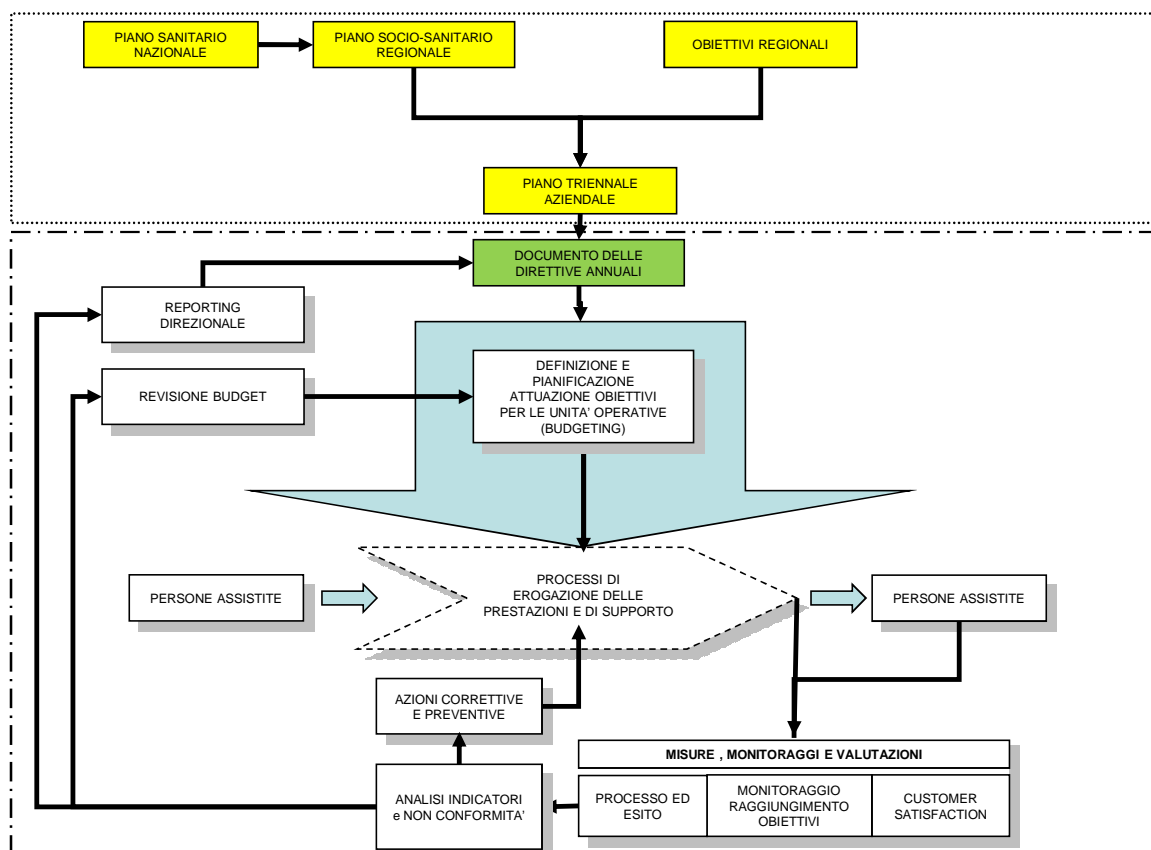 PIANO SANITARIO
NAZIONALE
PIANO SOCIO-SANITARIO
REGIONALE
OBIETTIVI REGIONALI
PIANO TRIENNALE
AZIENDALE
DOCUMENTO DELLE
DIRETTIVE ANNUALI
REPORTING
DIREZIONALE
REVISIONE BUDGET
DEFINIZIONE E
PIANIFICAZIONE
ATTUAZIONE OBIETTIVI
PER LE UNITA' OPERATIVE
(BUDGETING)
PERSONE ASSISTITE
PROCESSI DI
EROGAZIONE DELLE
PRESTAZIONI E DI SUPPORTO
PERSONE ASSISTITE
AZIONI CORRETTIVE
E PREVENTIVE
MISURE , MONITORAGGI E VALUTAZIONI
ANALISI INDICATORI
e NON CONFORMITA'
PROCESSO ED
ESITO
MONITORAGGIO
RAGGIUNGIMENTO
OBIETTIVI
CUSTOMER
SATISFACTION